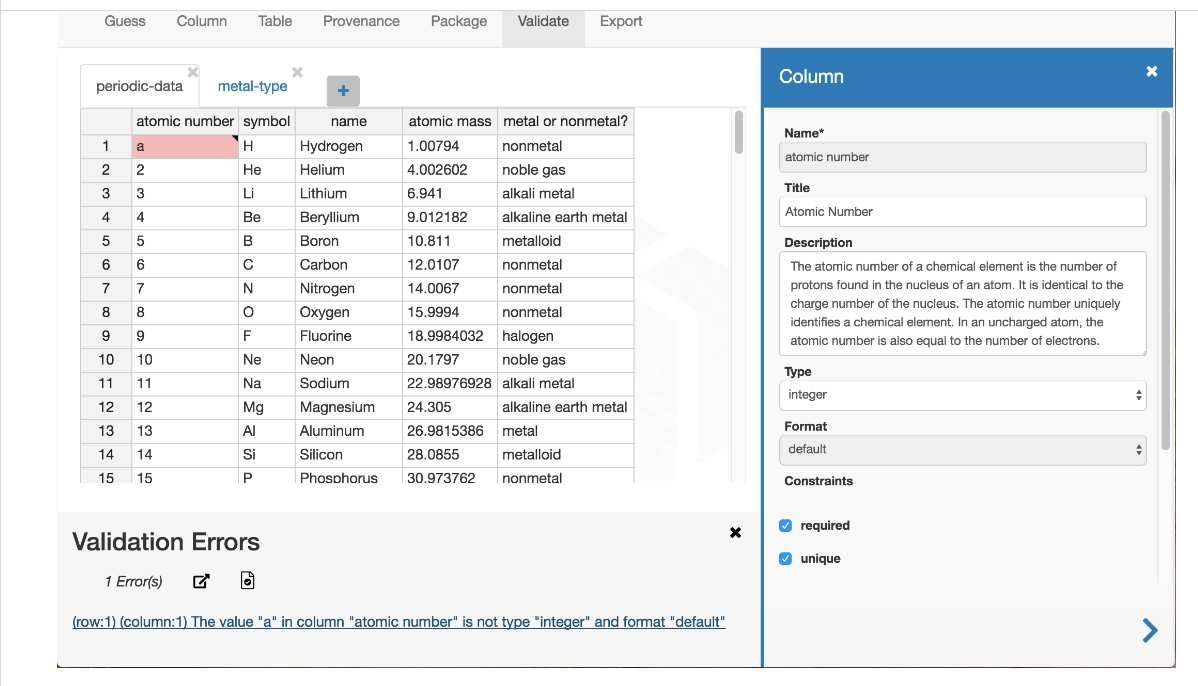 Guess Column Table Provenance Package Validate Export
periodic-data metal-type +
atomic number symbol name atomic mass metal or nonmetal?
1 a H Hydrogen 1.00794 nonmetal
2 2 He Helium 4.002602 noble gas
3 3 Li Lithium 6.941 alkali metal
4 4 Be Beryllium 9.012182 alkaline earth metal
5 5 B Boron 10.811 metalloid
6 6 C Carbon 12.0107 nonmetal
7 7 N Nitrogen 14.0067 nonmetal
8 8 O Oxygen 15.9994 nonmetal
9 9 F Fluorine 18.9984032 halogen
10 10 Ne Neon 20.1797 noble gas
11 11 Na Sodium 22.98976928 alkali metal
12 12 Mg Magnesium 24.305 alkaline earth metal
13 13 Al Aluminum 26.9815386 metal
14 14 Si Silicon 28.0855 metalloid
15 15 P Phosphorus 30.973762 nonmetal
Validation Errors
1 Error(s)
(row:1) (column:1) The value "a" in column "atomic number" is not type "integer" and format "default"
Column
Name*
atomic number
Title
Atomic Number
Description
The atomic number of a chemical element is the number of
protons found in the nucleus of an atom. It is identical to the
charge number of the nucleus. The atomic number uniquely
identifies a chemical element. In an uncharged atom, the
atomic number is also equal to the number of electrons.
Type
integer
Format
default
Constraints
required
unique